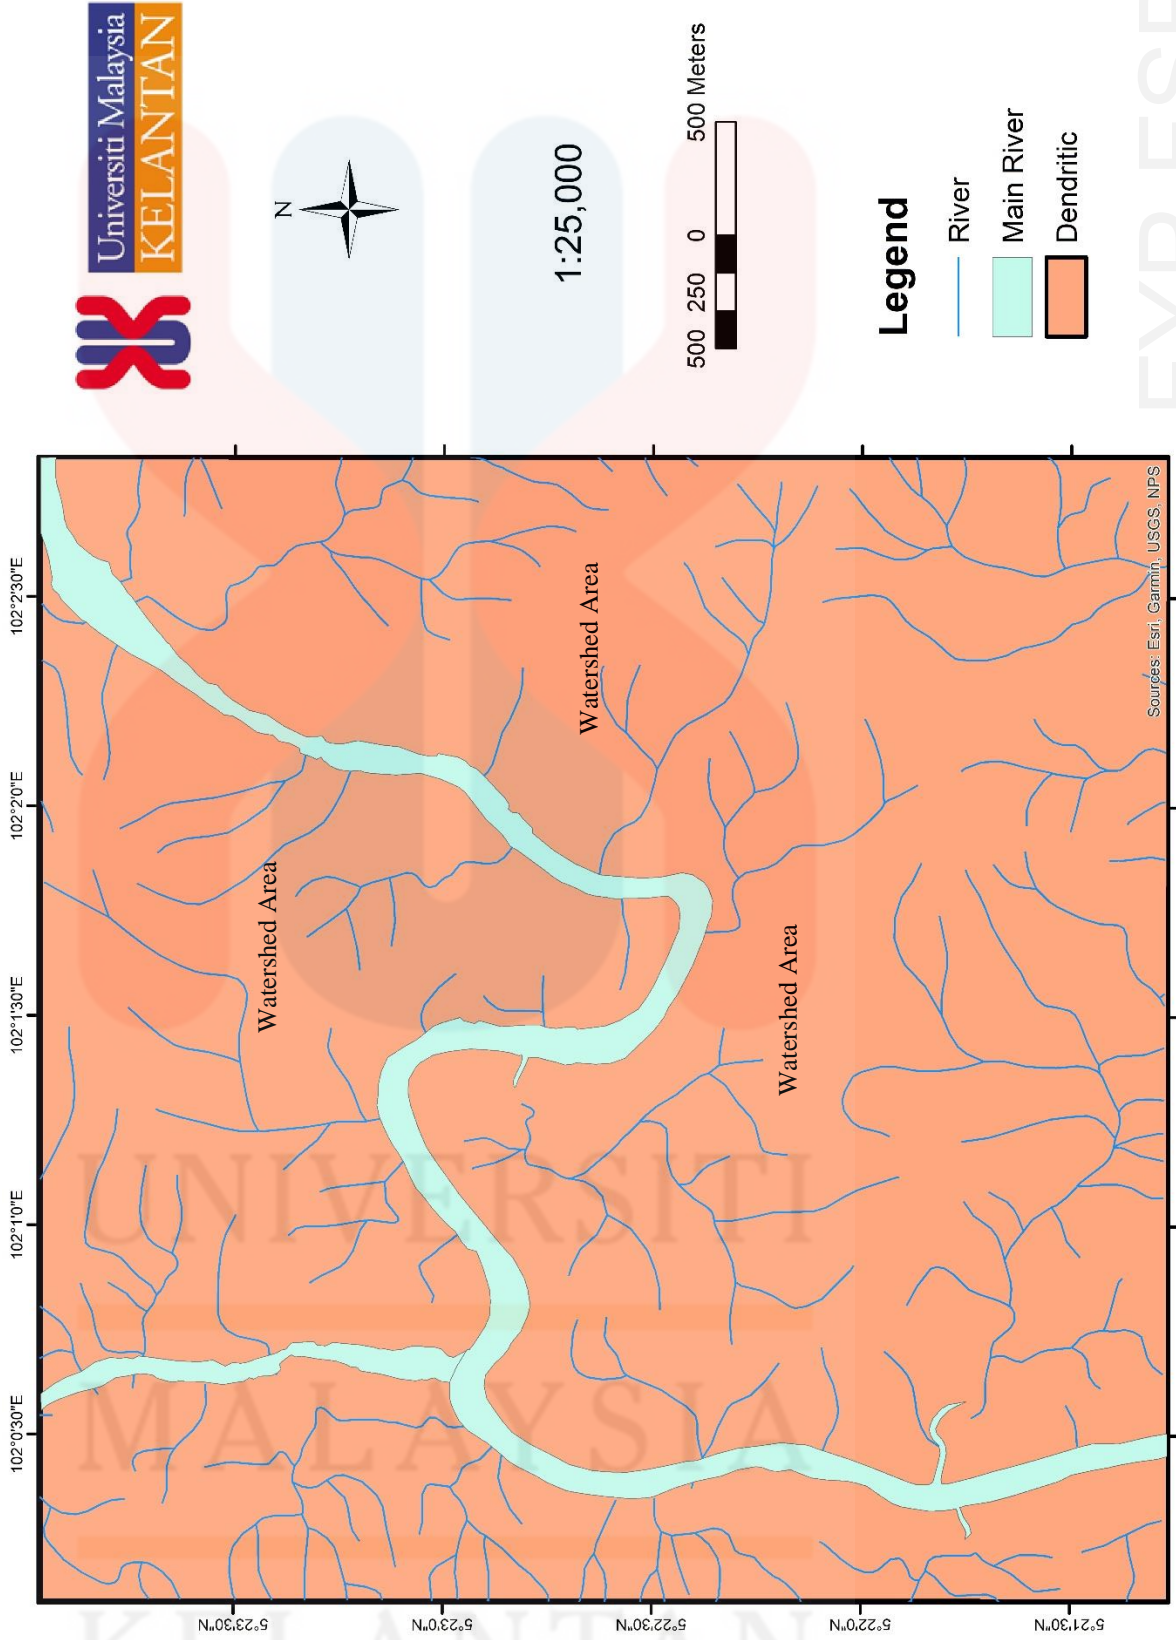 Universiti Malaysia
KELANTAN
N
1:25,000
500 250 0 500 Meters
Legend
River
Main River
Dendritic
102°0'30"E
102°1'0"E
102°1'30"E
102°2'0"E
102°2'30"E
5°23'30"N
5°23'0"N
5°22'30"N
5°22'0"N
5°21'30"N
Watershed Area
Watershed Area
Watershed Area
Sources: Esri, Garmin, USGS, NPS
UNIVERSITI
MALAYSIA
KELANTAN